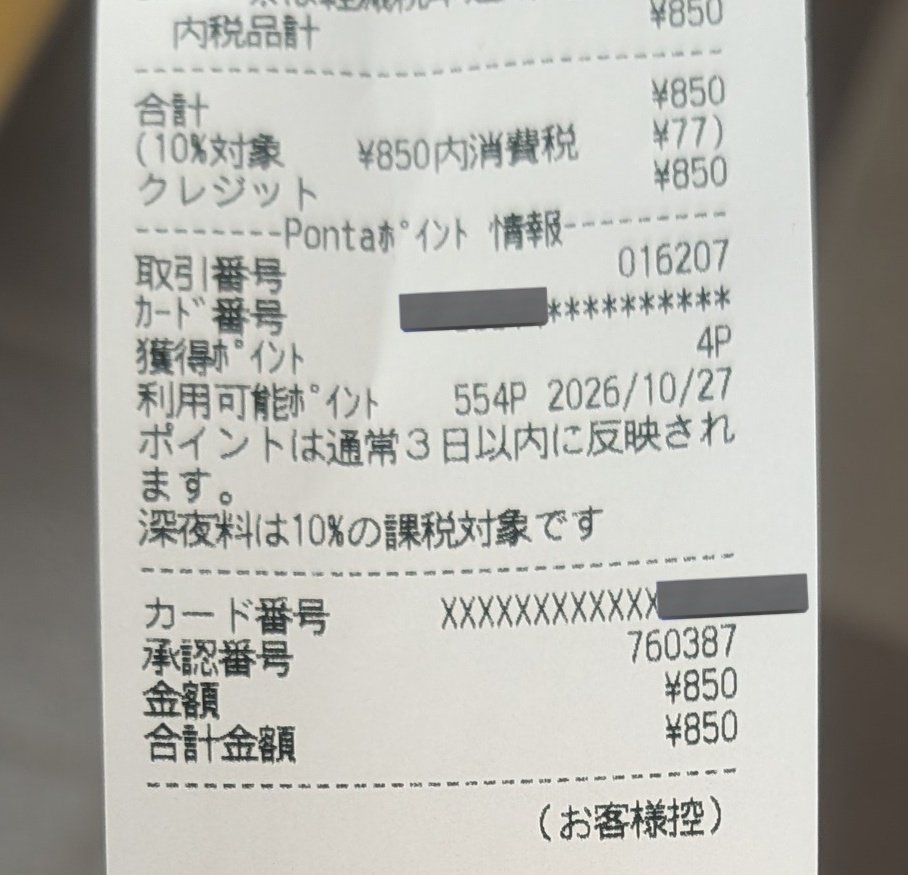 ¥850
内税品計
--------------------------------
合計 ¥850
(10%対象 ¥850内消費税 ¥77)
クレジット ¥850
--------Pontaﾎﾟｲﾝﾄ 情報---------
取引番号 016207
ｶｰﾄﾞ番号 **********
獲得ﾎﾟｲﾝﾄ 4P
利用可能ﾎﾟｲﾝﾄ 554P 2026/10/27
ポイントは通常３日以内に反映され
ます。
深夜料は10%の課税対象です
--------------------------------
カード番号 XXXXXXXXXXXX
承認番号 760387
金額 ¥850
合計金額 ¥850
--------------------------------
(お客様控)